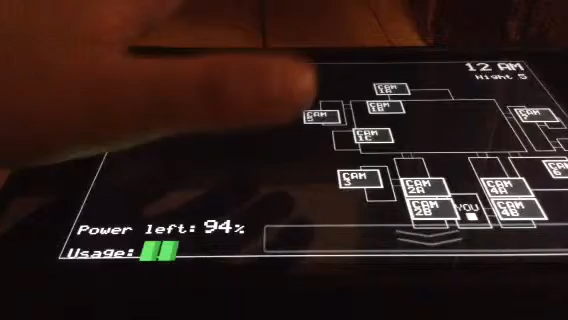 12 AM
Night 5
CAM 1A
CAM 1B
CAM 5
CAM 7
CAM 1C
CAM 6
CAM 3
CAM 2A
CAM 4A
CAM 2B
YOU
CAM 4B
Power left: 94%
Usage: